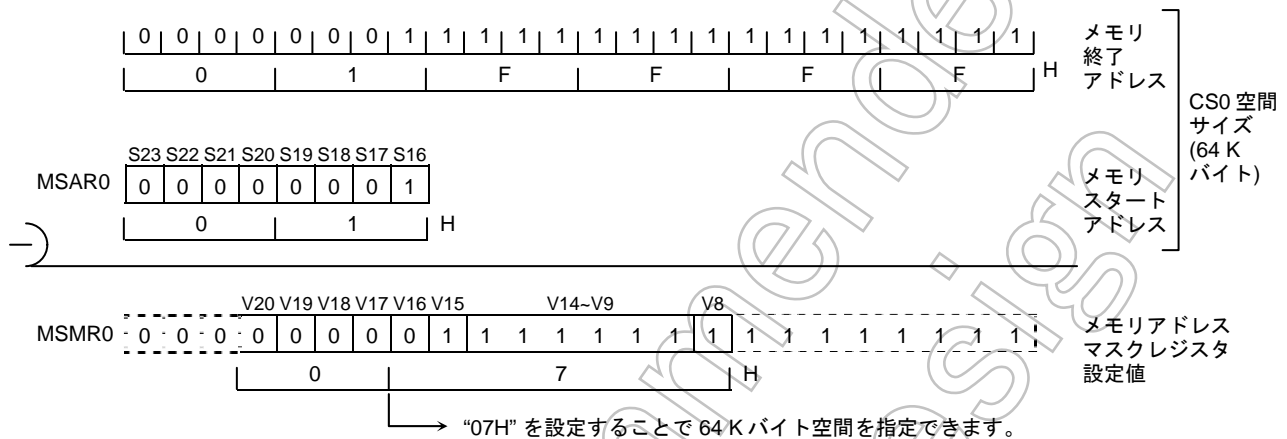 0 0 0 0 0 0 0 1 1 1 1 1 1 1 1 1 1 1 1 1 1 1 1 1
0 1 F F F F H
メモリ
終了
アドレス
CS0 空間
サイズ
(64 K
バイト)
S23 S22 S21 S20 S19 S18 S17 S16
MSAR0 0 0 0 0 0 0 0 1
0 1 H
メモリ
スタート
アドレス
V20 V19 V18 V17 V16 V15 V14~V9 V8
MSMR0 0 0 0 0 0 0 0 0 1 1 1 1 1 1 1 1 1 1 1 1 1 1 1 1
0 7 H
メモリアドレス
マスクレジスタ
設定値
“07H” を設定することで 64 K バイト空間を指定できます。